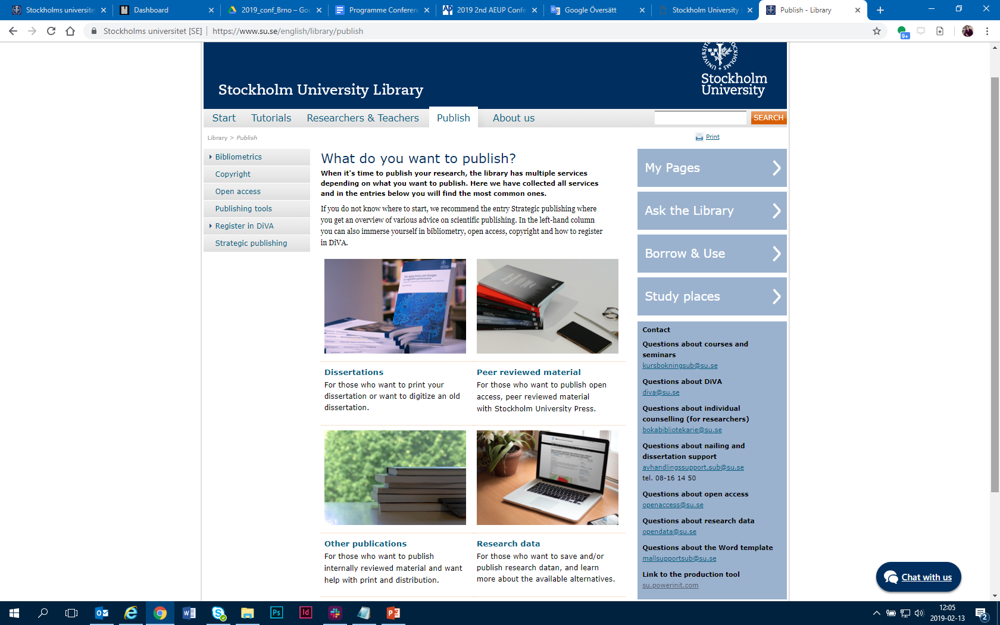 Stockholms universitet
Dashboard
2019_conf_Brno – Goo
Programme Conferen
2019 2nd AEUP Confe
Google Översätt
Stockholm University
Publish - Library
Stockholms universitet [SE]
https://www.su.se/english/library/publish
9+
Stockholm University Library
Stockholm
University
Start
Tutorials
Researchers & Teachers
Publish
About us
SEARCH
Library > Publish
Print
Bibliometrics
Copyright
Open access
Publishing tools
Register in DiVA
Strategic publishing
What do you want to publish?
When it's time to publish your research, the library has multiple services
depending on what you want to publish. Here we have collected all services
and in the entries below you will find the most common ones.
If you do not know where to start, we recommend the entry Strategic publishing where
you get an overview of various advice on scientific publishing. In the left-hand column
you can also immerse yourself in bibliometry, open access, copyright and how to register
in DiVA.
Dissertations
For those who want to print your
dissertation or want to digitize an old
dissertation.
Peer reviewed material
For those who want to publish open
access, peer reviewed material
with Stockholm University Press.
Other publications
For those who want to publish
internally reviewed material and want
help with print and distribution.
Research data
For those who want to save and/or
publish research datan, and learn
more about the available alternatives.
My Pages
Ask the Library
Borrow & Use
Study places
Contact
Questions about courses and
seminars
kursbokningsub@su.se
Questions about DiVA
diva@su.se
Questions about individual
counselling (for researchers)
bokabibliotekarie@su.se
Questions about nailing and
dissertation support
avhandlingssupport.sub@su.se
tel. 08-16 14 50
Questions about open access
openaccess@su.se
Questions about research data
opendata@su.se
Questions about the Word template
mallsupportsub@su.se
Link to the production tool
su.powerinit.com
Chat with us
12:05
2019-02-13
2